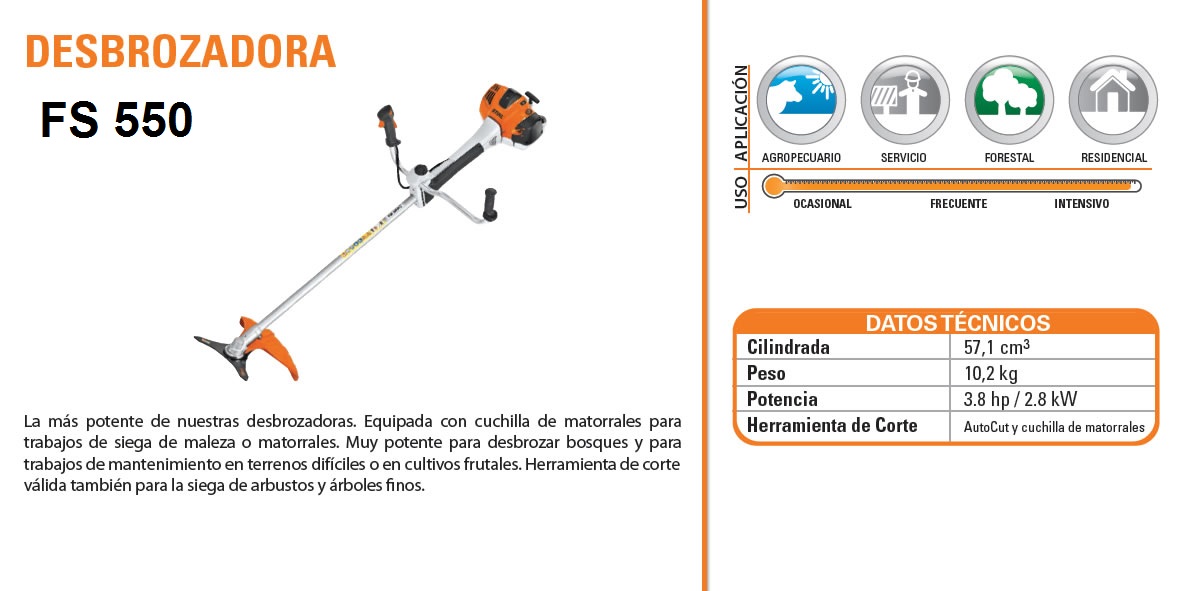 DESBROZADORA
FS 550
La más potente de nuestras desbrozadoras. Equipada con cuchilla de matorrales para
trabajos de siega de maleza o matorrales. Muy potente para desbrozar bosques y para
trabajos de mantenimiento en terrenos difíciles o en cultivos frutales. Herramienta de corte
válida también para la siega de arbustos y árboles finos.
APLICACIÓN
AGROPECUARIO SERVICIO FORESTAL RESIDENCIAL
USO
OCASIONAL FRECUENTE INTENSIVO
DATOS TÉCNICOS
Cilindrada 57,1 cm³
Peso 10,2 kg
Potencia 3.8 hp / 2.8 kW
Herramienta de Corte AutoCut y cuchilla de matorrales